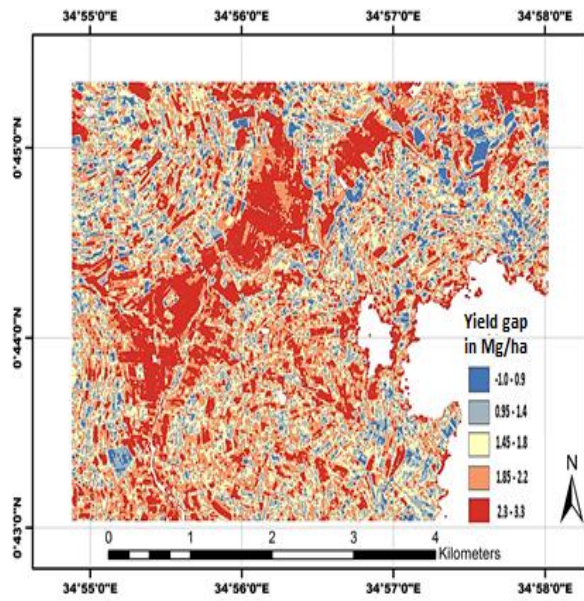 34°55'0"E 34°56'0"E 34°57'0"E 34°58'0"E
0°45'0"N
0°44'0"N
0°43'0"N
Yield gap
in Mg/ha
-1.0 - 0.9
0.95 - 1.4
1.45 - 1.8
1.85 - 2.2
2.3 - 3.3
N
0 1 2 3 4
Kilometers
34°55'0"E 34°56'0"E 34°57'0"E 34°58'0"E